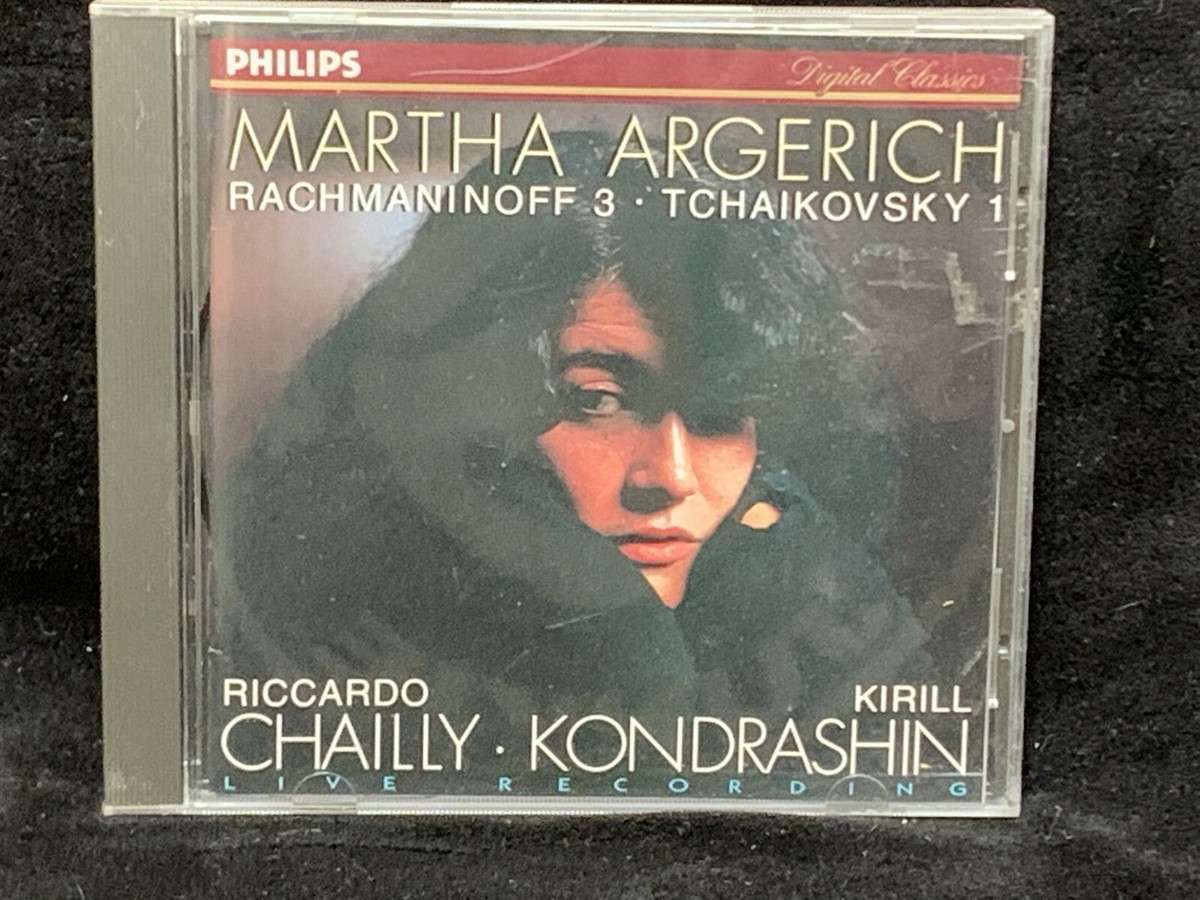 PHILIPS
Digital Classics
MARTHA ARGERICH
RACHMANINOFF 3 · TCHAIKOVSKY 1
RICCARDO KIRILL
CHAILLY · KONDRASHIN
LIVE RECORDING